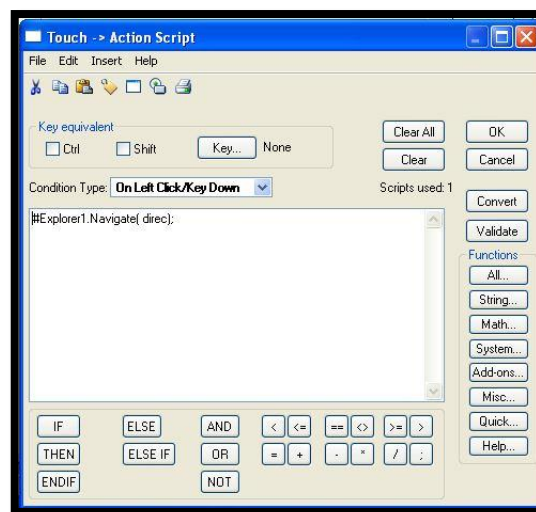 Touch -> Action Script
File Edit Insert Help
Key equivalent
Ctrl Shift Key... None
Clear All OK
Clear Cancel
Condition Type: On Left Click/Key Down Scripts used: 1
Convert
#Explorer1.Navigate( direc);
Validate
Functions
All...
String...
Math...
System...
Add-ons...
Misc...
Quick...
Help...
IF ELSE AND < <= == <> >= >
THEN ELSE IF OR = + - * / ;
ENDIF NOT